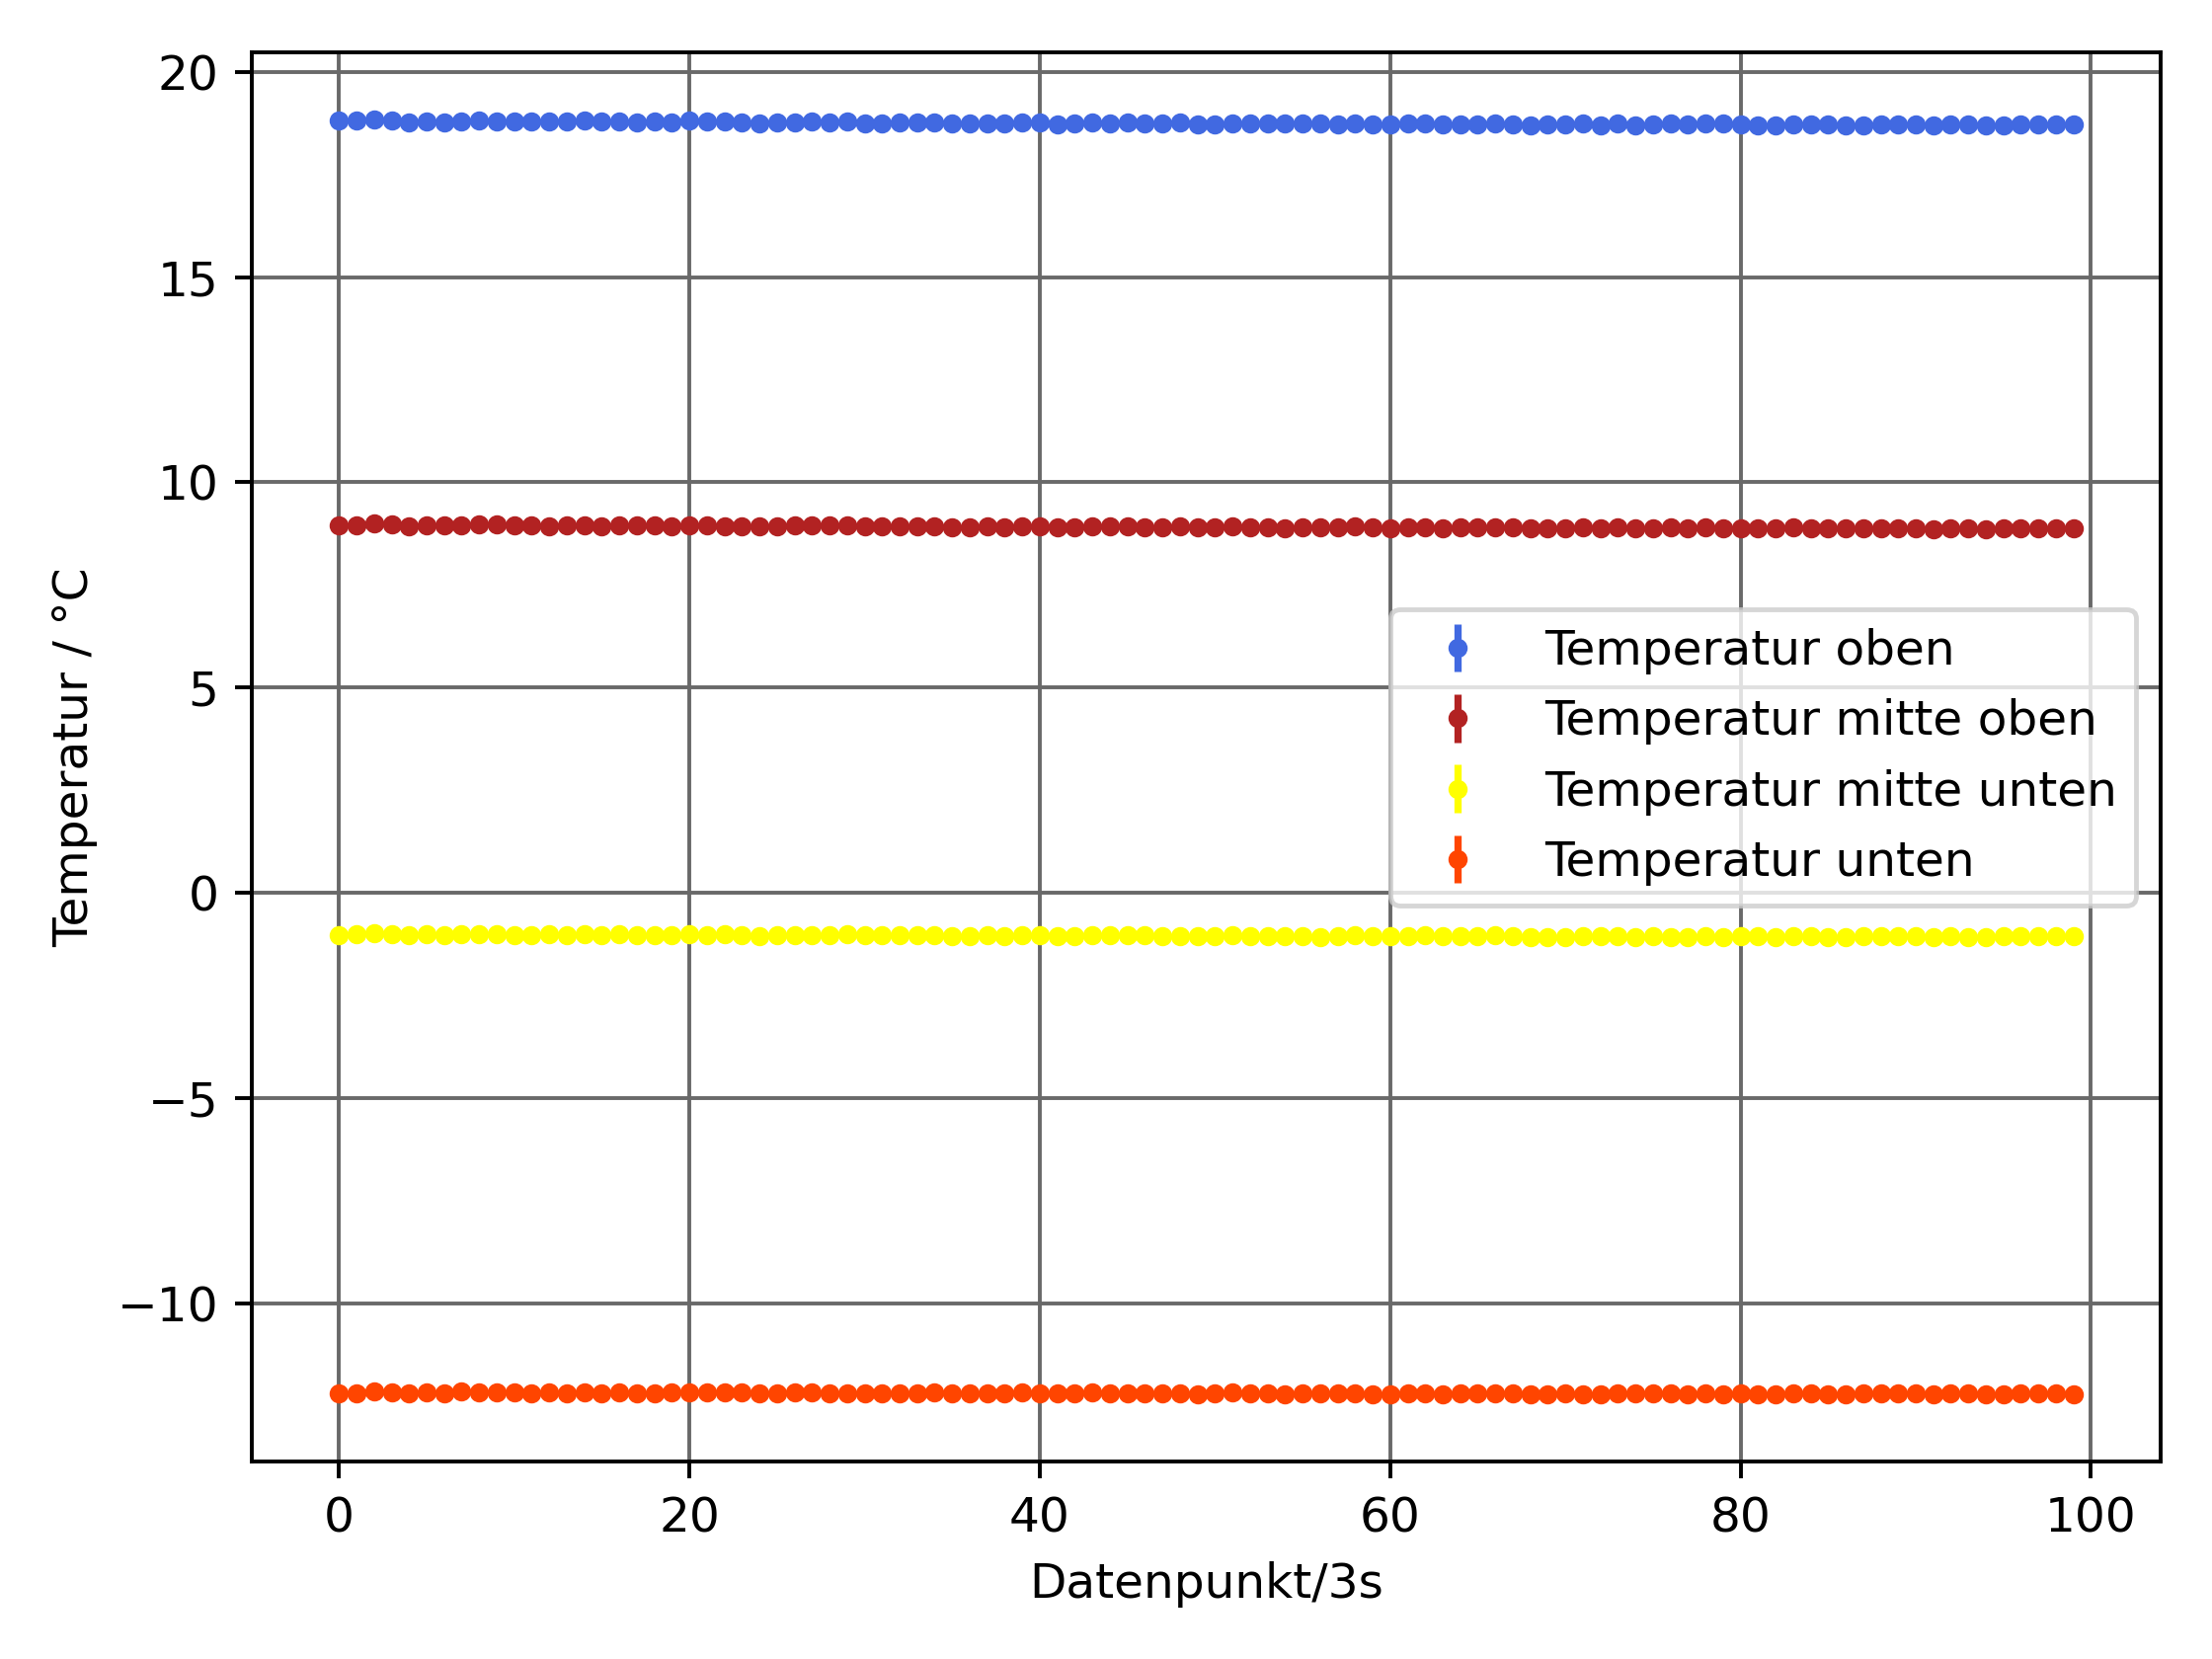 20
15
10
5
0
−5
−10
Temperatur / °C
Temperatur oben
Temperatur mitte oben
Temperatur mitte unten
Temperatur unten
0 20 40 60 80 100
Datenpunkt/3s